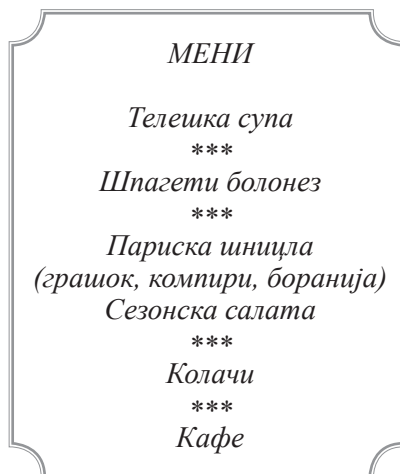 МЕНИ
Телешка супа
***
Шпагети болонез
***
Париска шницла
(грашок, компири, боранија)
Сезонска салата
***
Колачи
***
Кафе